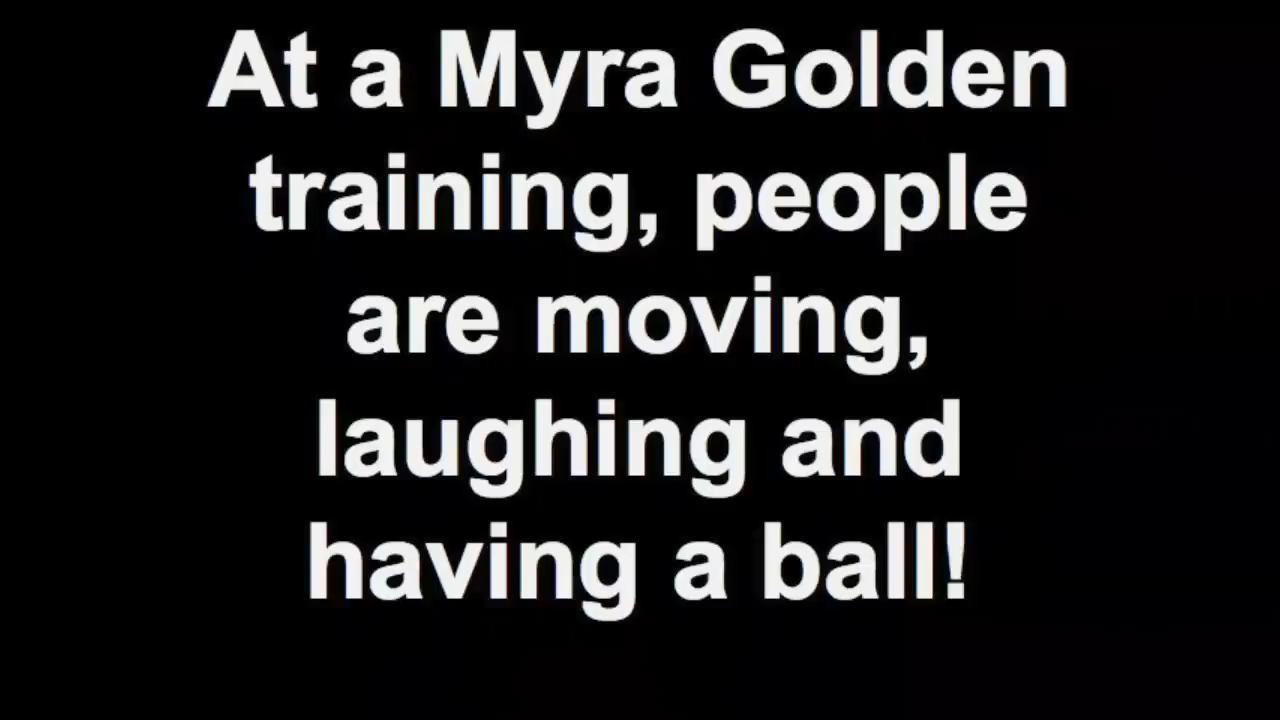 At a Myra Golden
training, people
are moving,
laughing and
having a ball!